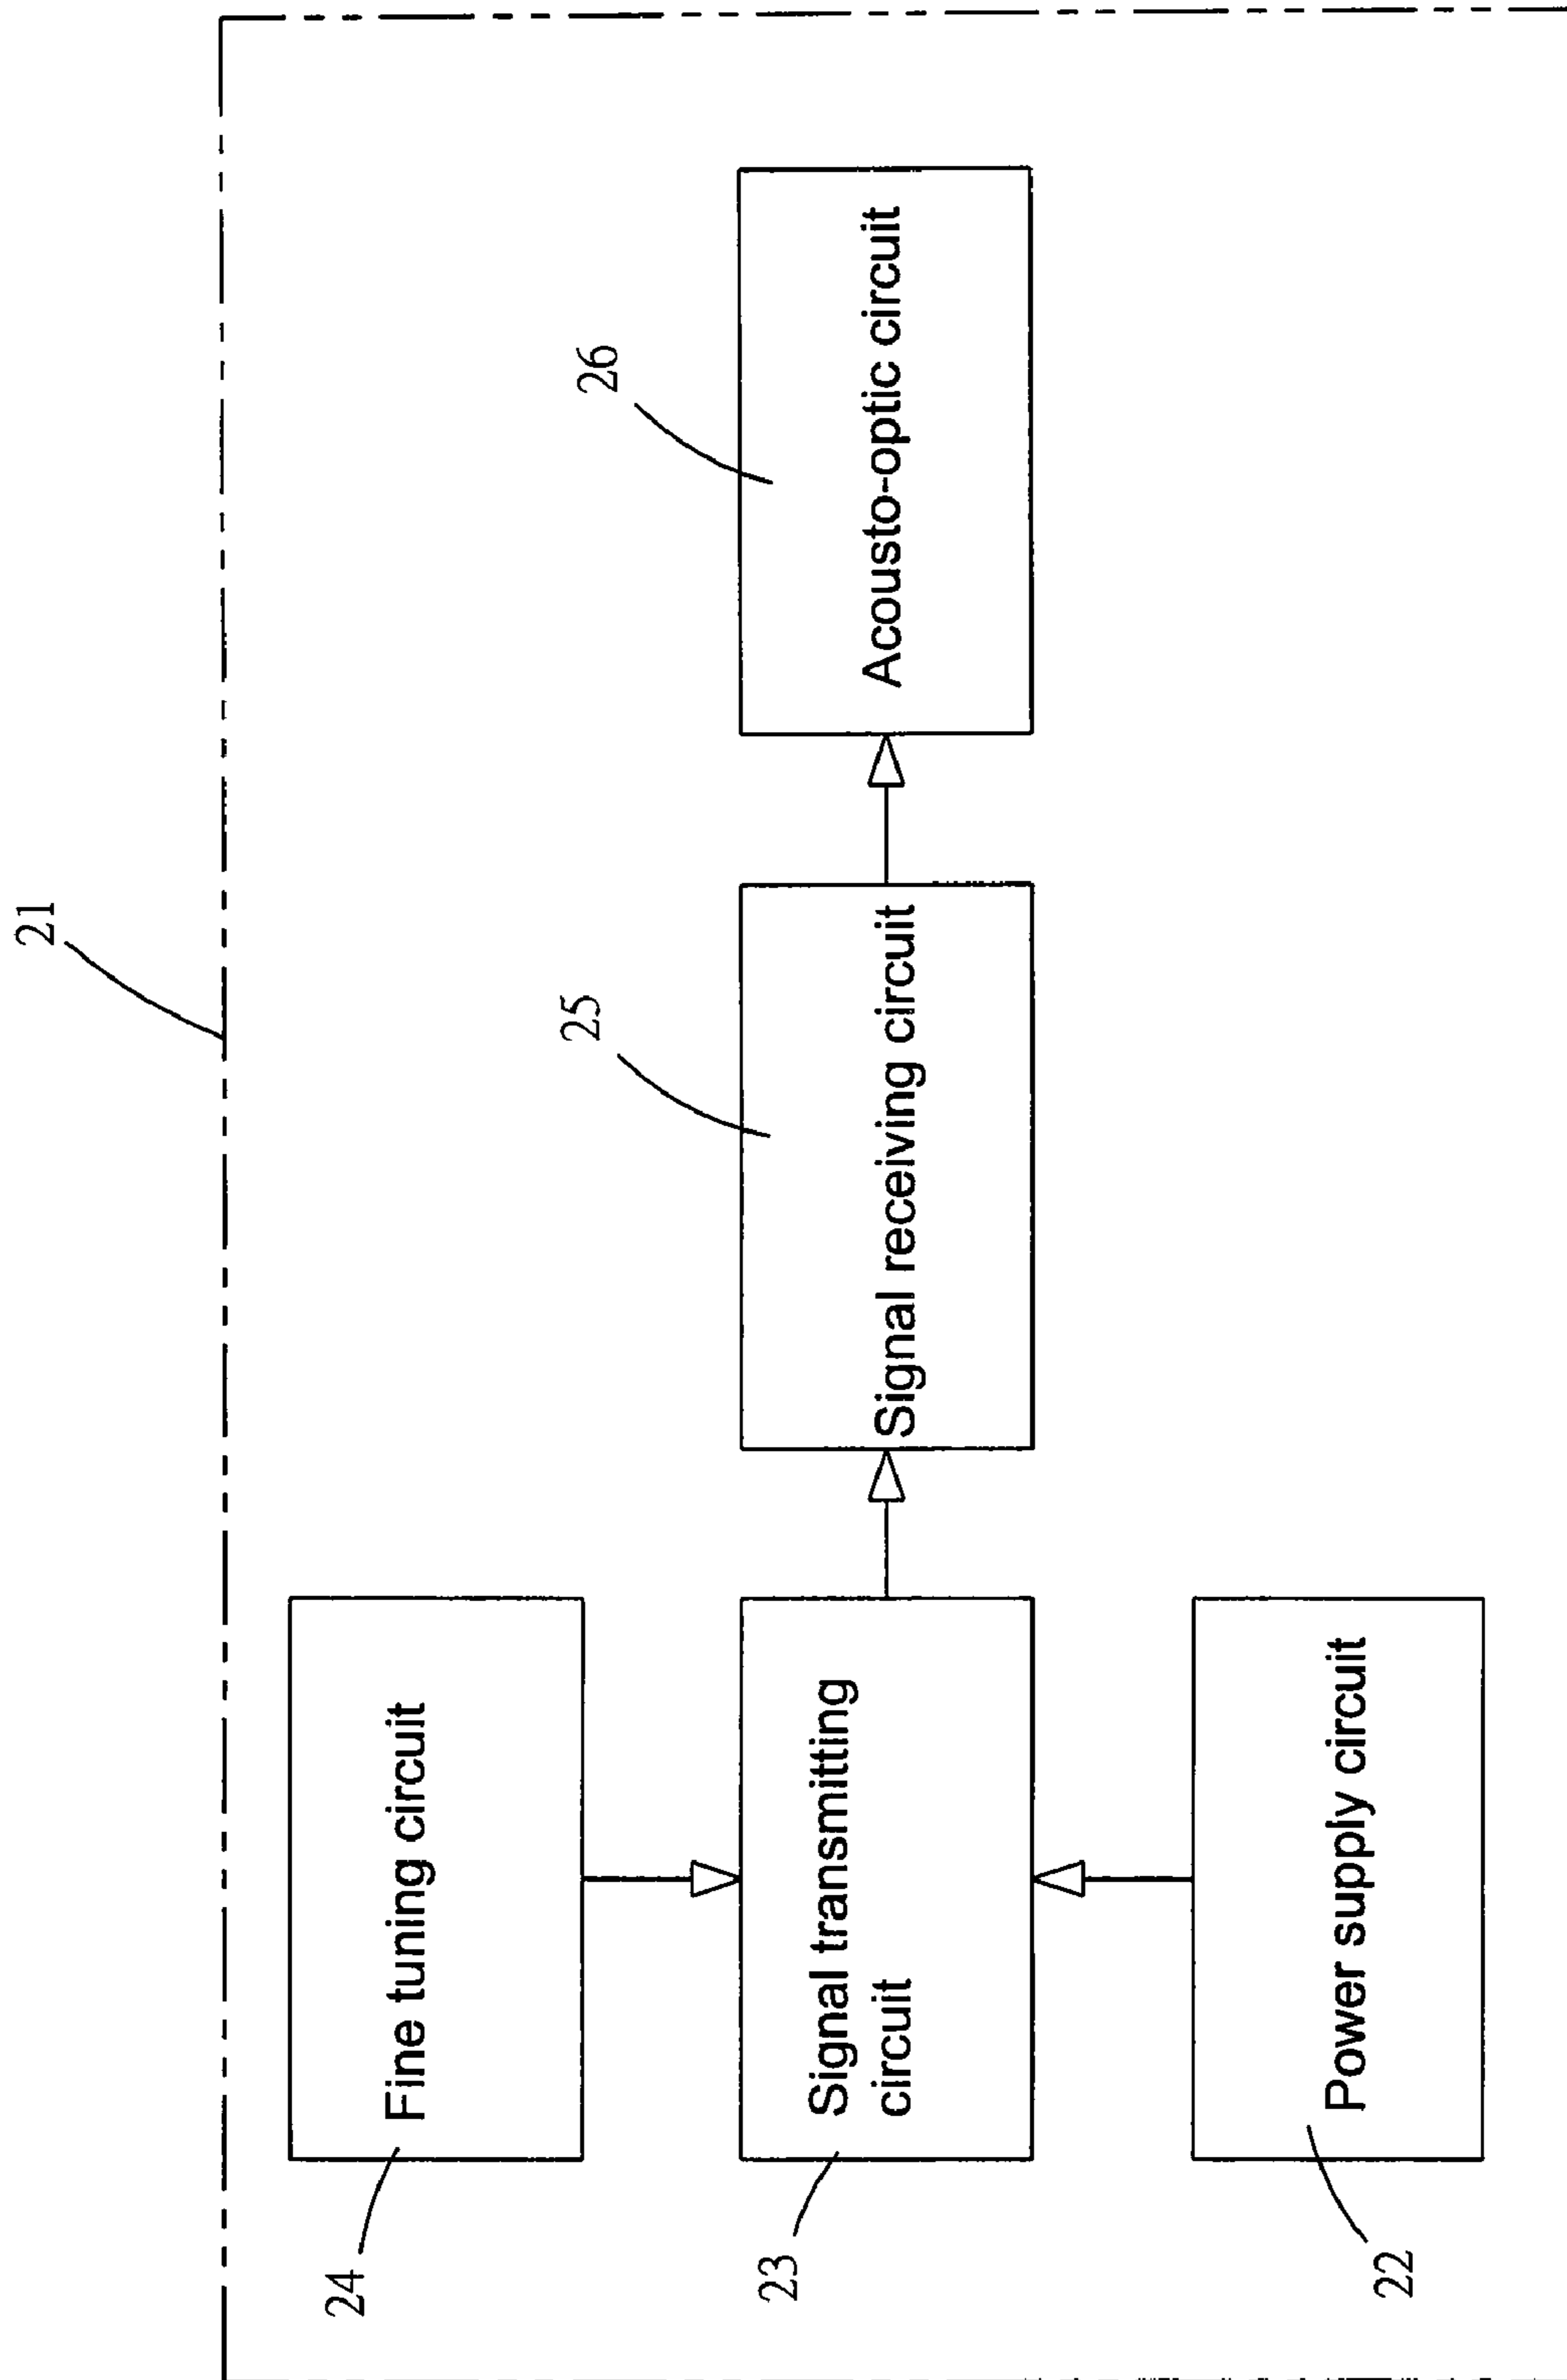 21
24
Fine tuning circuit
23
Signal transmitting
circuit
25
Signal receiving circuit
26
Acousto-optic circuit
22
Power supply circuit